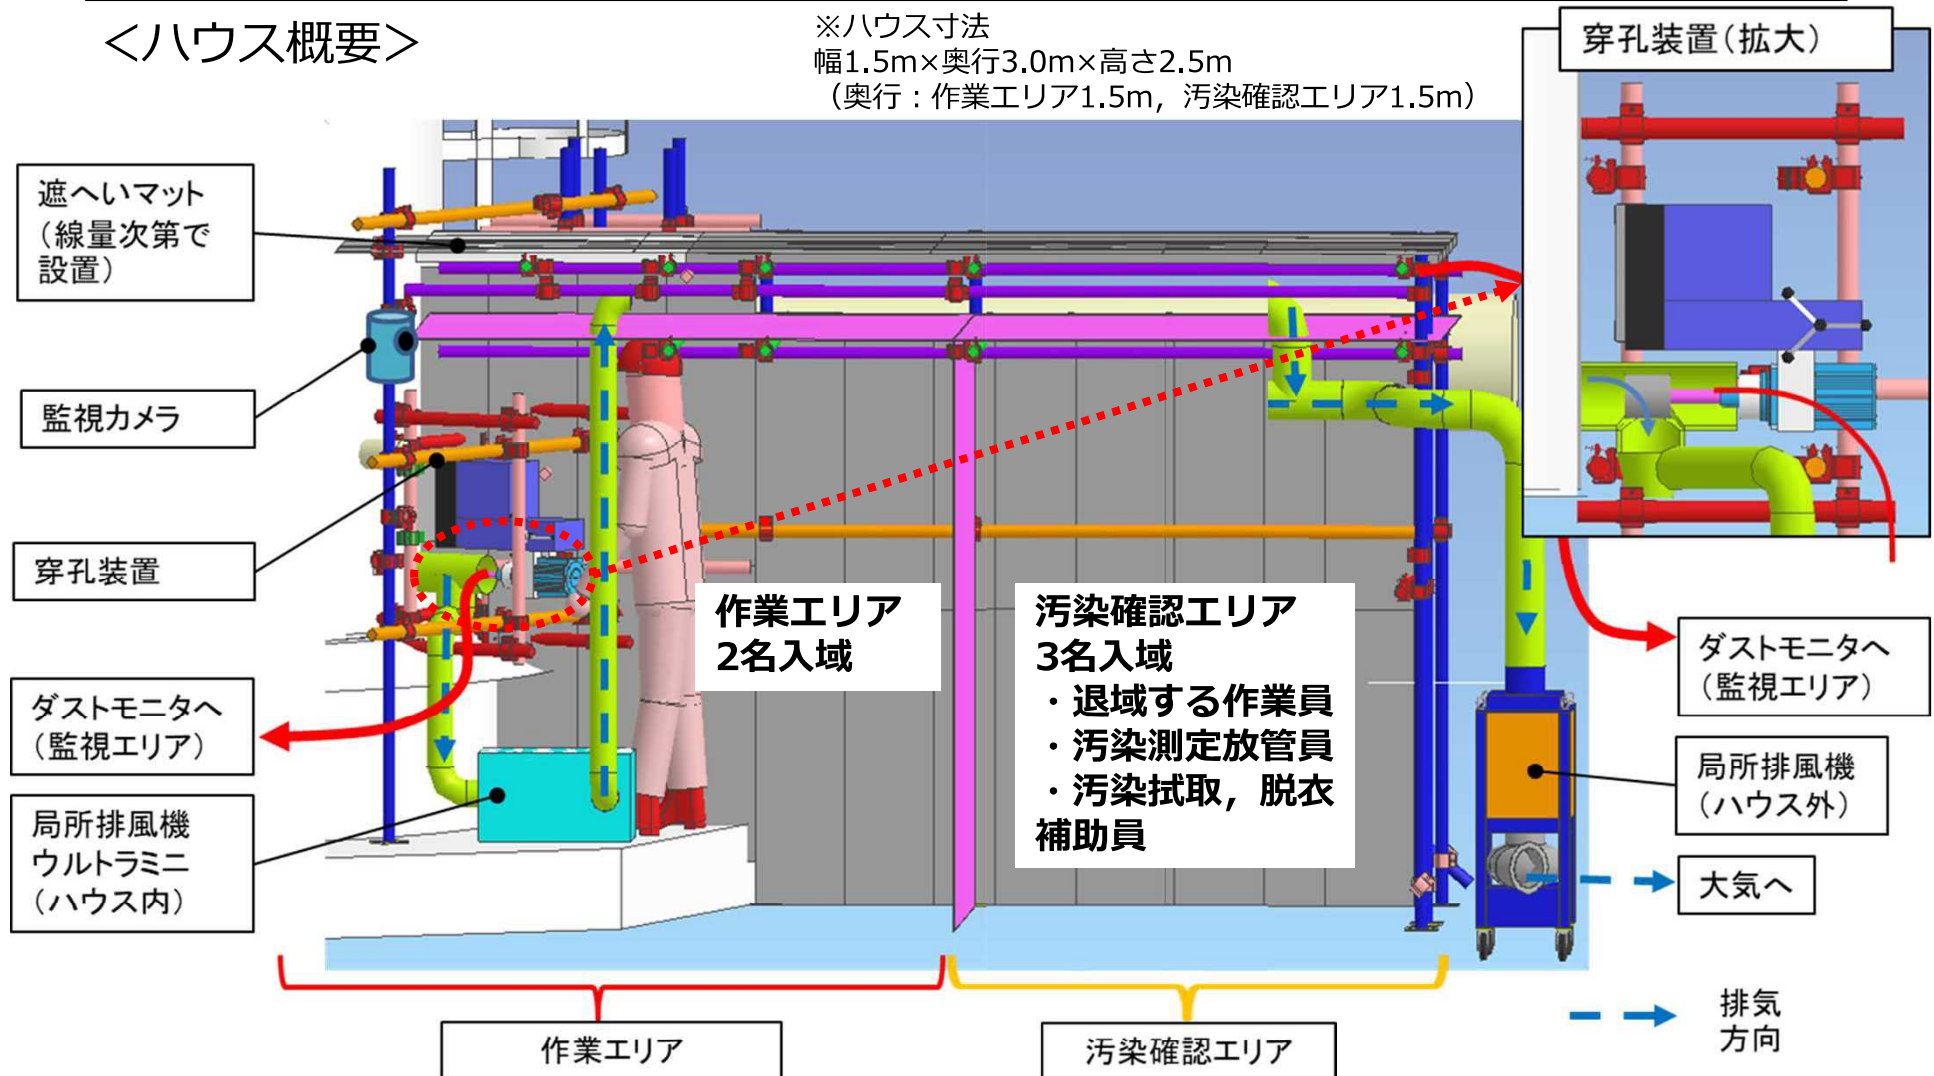 ＜ハウス概要＞
※ハウス寸法
幅1.5m×奥行3.0m×高さ2.5m
（奥行：作業エリア1.5m，汚染確認エリア1.5m）
穿孔装置（拡大）
遮へいマット
（線量次第で
設置）
監視カメラ
穿孔装置
ダストモニタへ
（監視エリア）
局所排風機
ウルトラミニ
（ハウス内）
作業エリア
2名入域
汚染確認エリア
3名入域
・退域する作業員
・汚染測定放管員
・汚染拭取，脱衣
補助員
ダストモニタへ
（監視エリア）
局所排風機
（ハウス外）
大気へ
排気
方向
作業エリア
汚染確認エリア